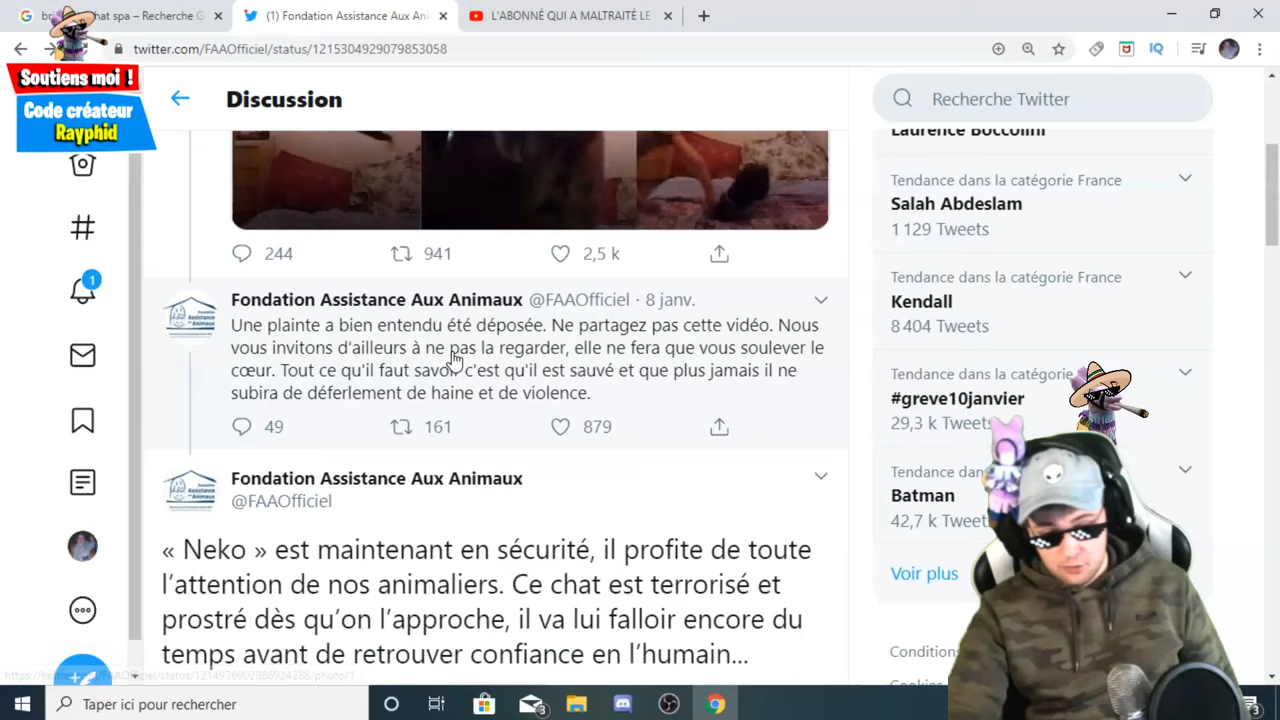 chat spa – Recherche G
(1) Fondation Assistance Aux An
L'ABONNÉ QUI A MALTRAITÉ LE
twitter.com/FAAOfficiel/status/1215304929079853058
Soutiens moi !
Code créateur
Rayphid
Discussion
Recherche Twitter
Laurence Boccolini
Tendance dans la catégorie France
Salah Abdeslam
1 129 Tweets
244 941 2,5 k
Tendance dans la catégorie France
Kendall
8 404 Tweets
Fondation Assistance Aux Animaux @FAAOfficiel · 8 janv.
Une plainte a bien entendu été déposée. Ne partagez pas cette vidéo. Nous
vous invitons d'ailleurs à ne pas la regarder, elle ne fera que vous soulever le
cœur. Tout ce qu'il faut savoir c'est qu'il est sauvé et que plus jamais il ne
subira de déferlement de haine et de violence.
49 161 879
Tendance dans la catégorie
#greve10janvier
29,3 k Tweets
Fondation Assistance Aux Animaux
@FAAOfficiel
Tendance dan
Batman
42,7 k Tweet
« Neko » est maintenant en sécurité, il profite de toute
l'attention de nos animaliers. Ce chat est terrorisé et
prostré dès qu'on l'approche, il va lui falloir encore du
temps avant de retrouver confiance en l'humain...
Voir plus
Conditions
Cookies
Taper ici pour rechercher